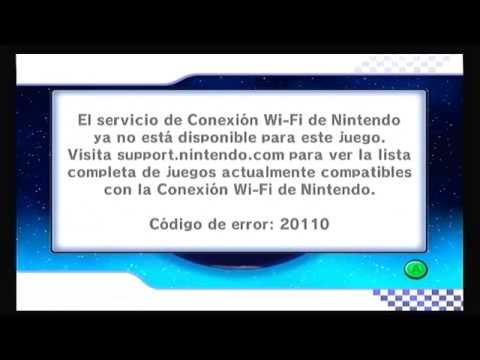 El servicio de Conexión Wi-Fi de Nintendo
ya no está disponible para este juego.
Visita support.nintendo.com para ver la lista
completa de juegos actualmente compatibles
con la Conexión Wi-Fi de Nintendo.
Código de error: 20110
A